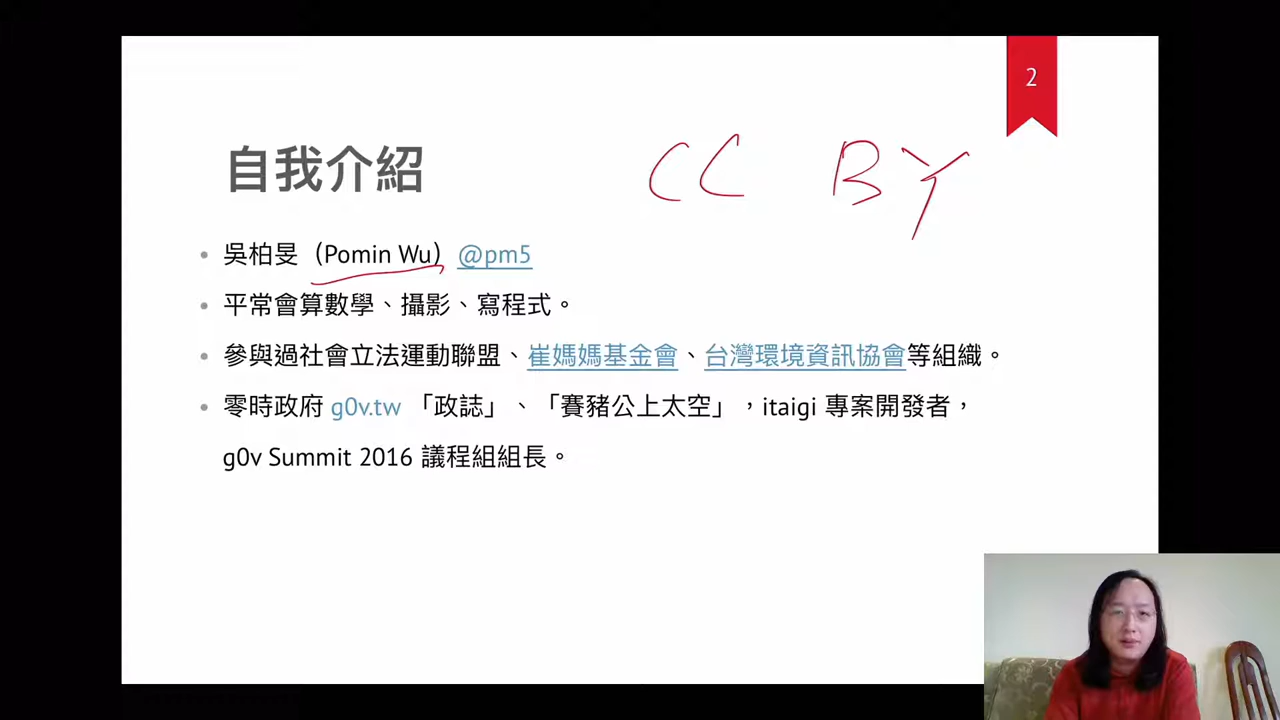 2
自我介紹
CC BY
吳柏旻（Pomin Wu） @pm5
平常會算數學、攝影、寫程式。
參與過社會立法運動聯盟、崔媽媽基金會、台灣環境資訊協會等組織。
零時政府 g0v.tw 「政誌」、「賽豬公上太空」，itaigi 專案開發者，
g0v Summit 2016 議程組組長。